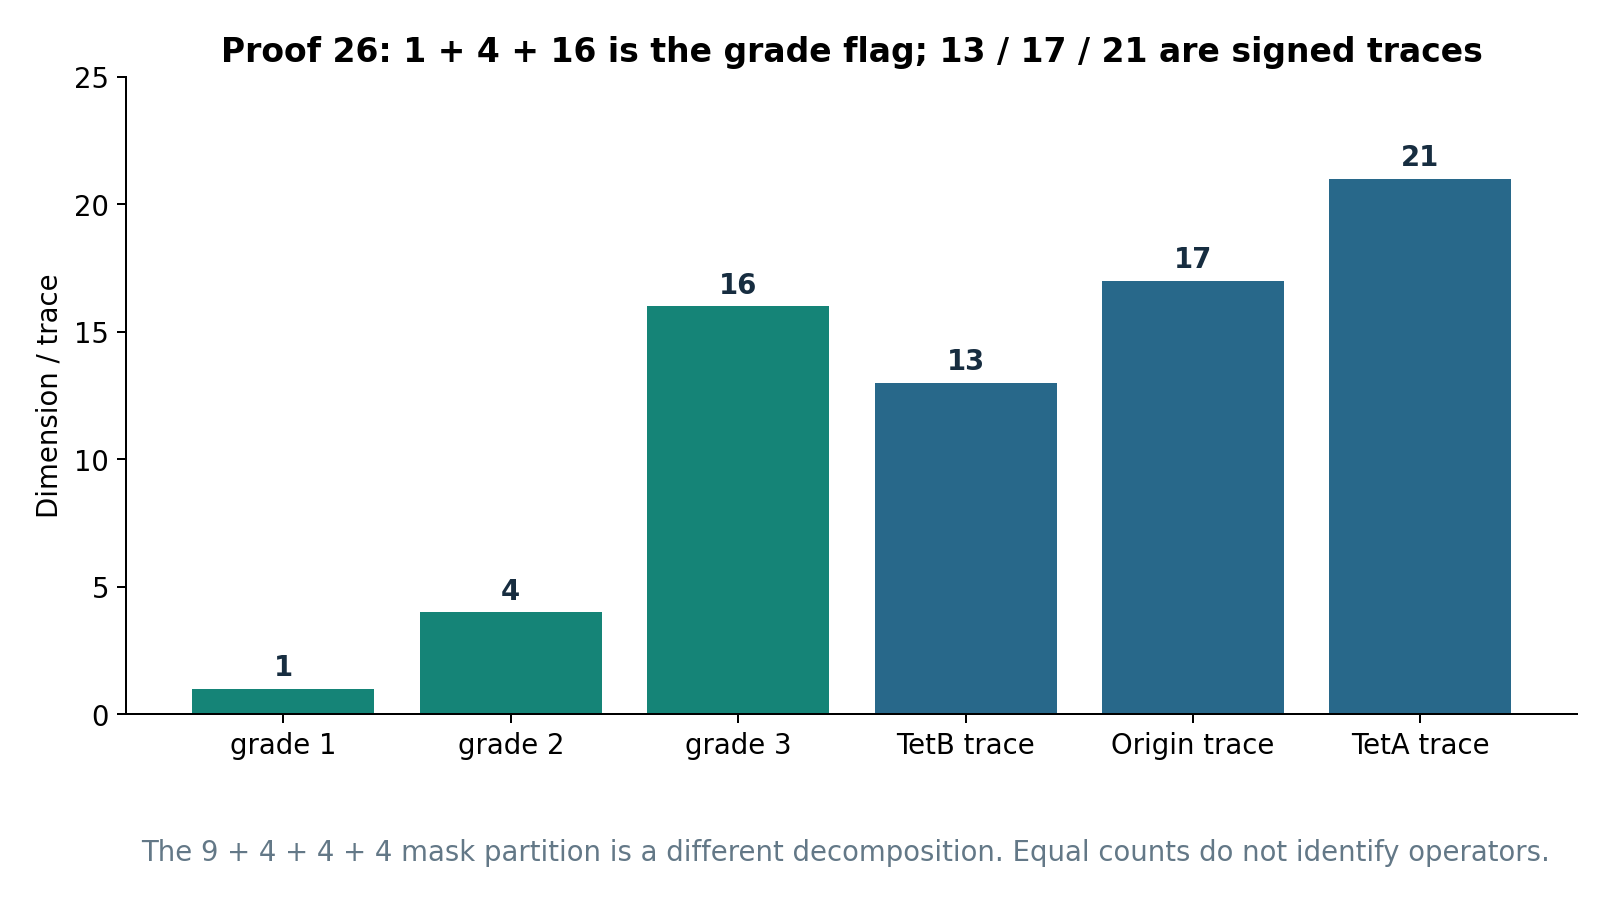 Proof 26: 1 + 4 + 16 is the grade flag; 13 / 17 / 21 are signed traces
Dimension / trace
25
20
15
10
5
0
1
4
16
13
17
21
grade 1
grade 2
grade 3
TetB trace
Origin trace
TetA trace
The 9 + 4 + 4 + 4 mask partition is a different decomposition. Equal counts do not identify operators.